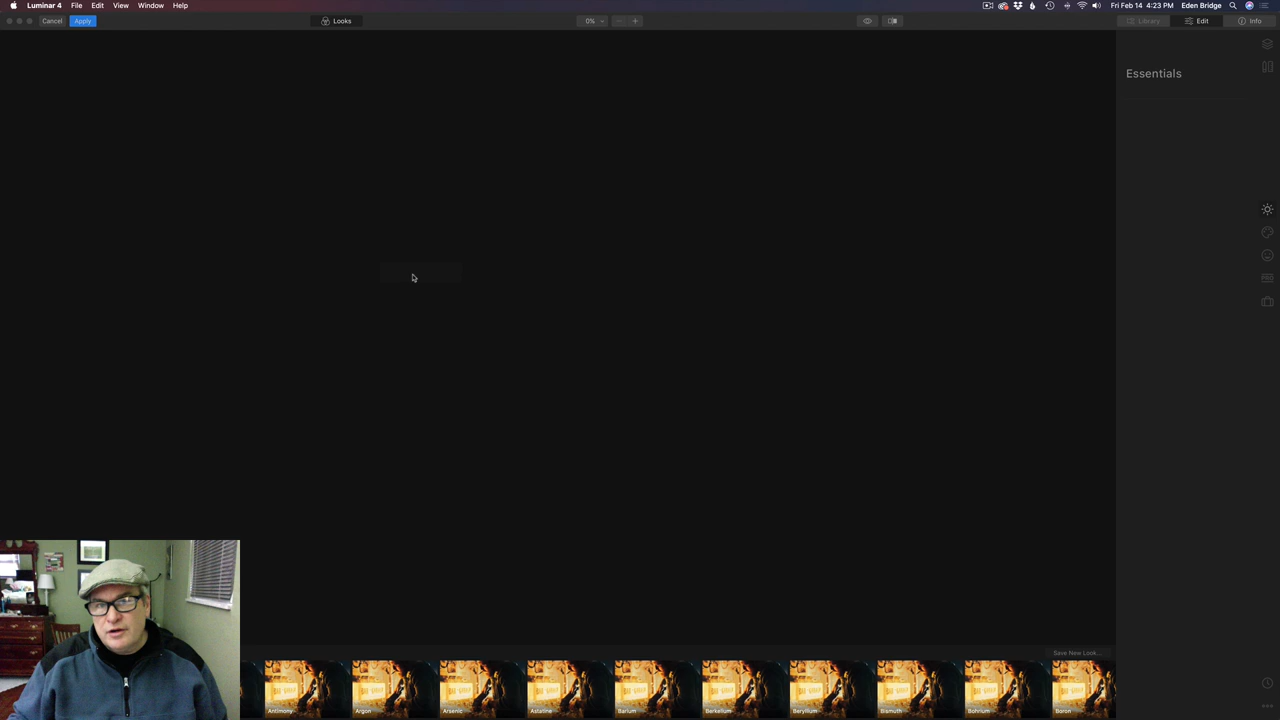 Luminar 4 File Edit View Window Help Fri Feb 14 4:23 PM Eden Bridge
Cancel Apply Looks 0% Library Edit Info
Essentials
PRO
Save New Look...
Antimony Argon Arsenic Astatine Barium Berkelium Beryllium Bismuth Bohrium Boron